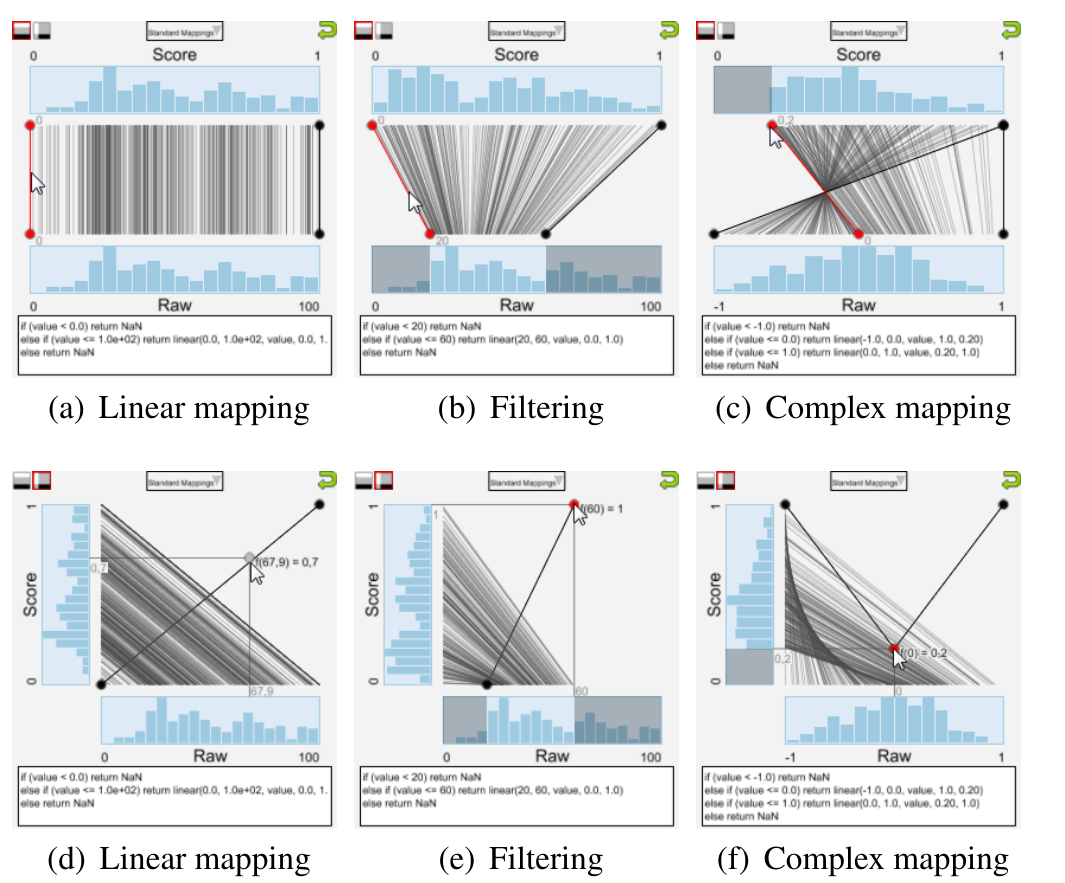 Standard Mappings
0 Score 1
0
0
0 Raw 100
if (value < 0.0) return NaN
else if (value <= 1.0e+02) return linear(0.0, 1.0e+02, value, 0.0, 1.
else return NaN
(a) Linear mapping
Standard Mappings
0 Score 1
0
20
0 Raw 100
if (value < 20) return NaN
else if (value <= 60) return linear(20, 60, value, 0.0, 1.0)
else return NaN
(b) Filtering
Standard Mappings
0 Score 1
0.2
0
-1 Raw 1
if (value < -1.0) return NaN
else if (value <= 0.0) return linear(-1.0, 0.0, value, 1.0, 0.20)
else if (value <= 1.0) return linear(0.0, 1.0, value, 0.20, 1.0)
else return NaN
(c) Complex mapping
Standard Mappings
0 Score 1
f(67,9) = 0,7
0,7
67,9
0 Raw 100
if (value < 0.0) return NaN
else if (value <= 1.0e+02) return linear(0.0, 1.0e+02, value, 0.0, 1.
else return NaN
(d) Linear mapping
Standard Mappings
0 Score 1
f(60) = 1
1
60
0 Raw 100
if (value < 20) return NaN
else if (value <= 60) return linear(20, 60, value, 0.0, 1.0)
else return NaN
(e) Filtering
Standard Mappings
0 Score 1
f(0) = 0,2
0,2
0
-1 Raw 1
if (value < -1.0) return NaN
else if (value <= 0.0) return linear(-1.0, 0.0, value, 1.0, 0.20)
else if (value <= 1.0) return linear(0.0, 1.0, value, 0.20, 1.0)
else return NaN
(f) Complex mapping